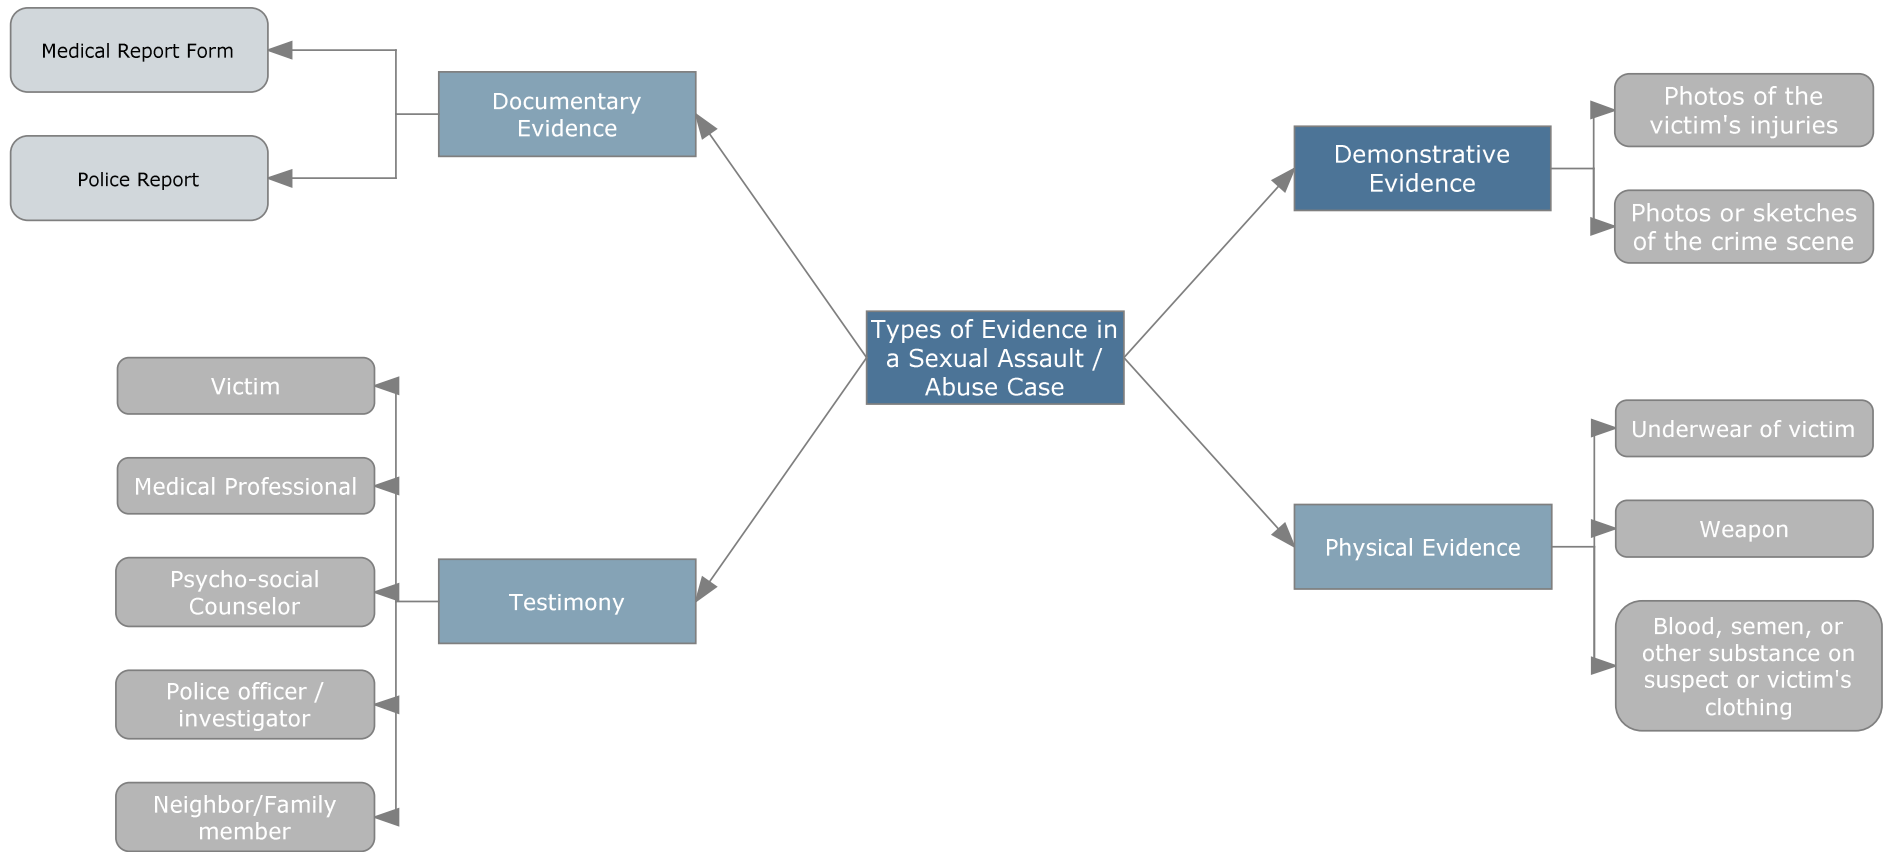 Medical Report Form
Police Report
Documentary
Evidence
Demonstrative
Evidence
Photos of the
victim's injuries
Photos or sketches
of the crime scene
Types of Evidence in
a Sexual Assault /
Abuse Case
Victim
Medical Professional
Psycho-social
Counselor
Police officer /
investigator
Neighbor/Family
member
Testimony
Physical Evidence
Underwear of victim
Weapon
Blood, semen, or
other substance on
suspect or victim's
clothing